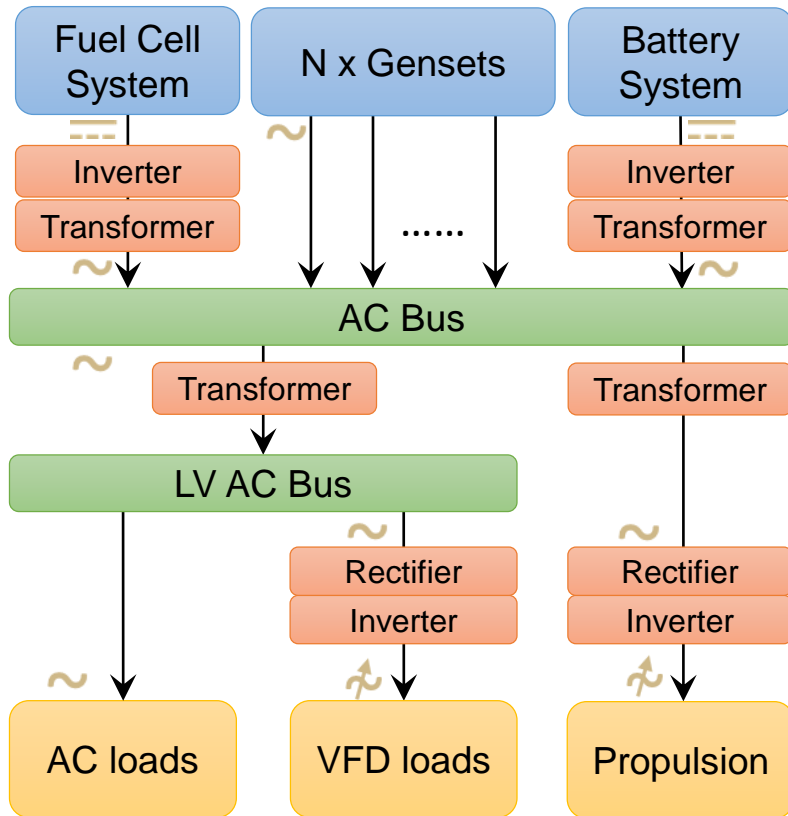 Fuel Cell
System
N x Gensets
Battery
System
Inverter
Transformer
......
Inverter
Transformer
AC Bus
Transformer
Transformer
LV AC Bus
Rectifier
Inverter
Rectifier
Inverter
AC loads
VFD loads
Propulsion